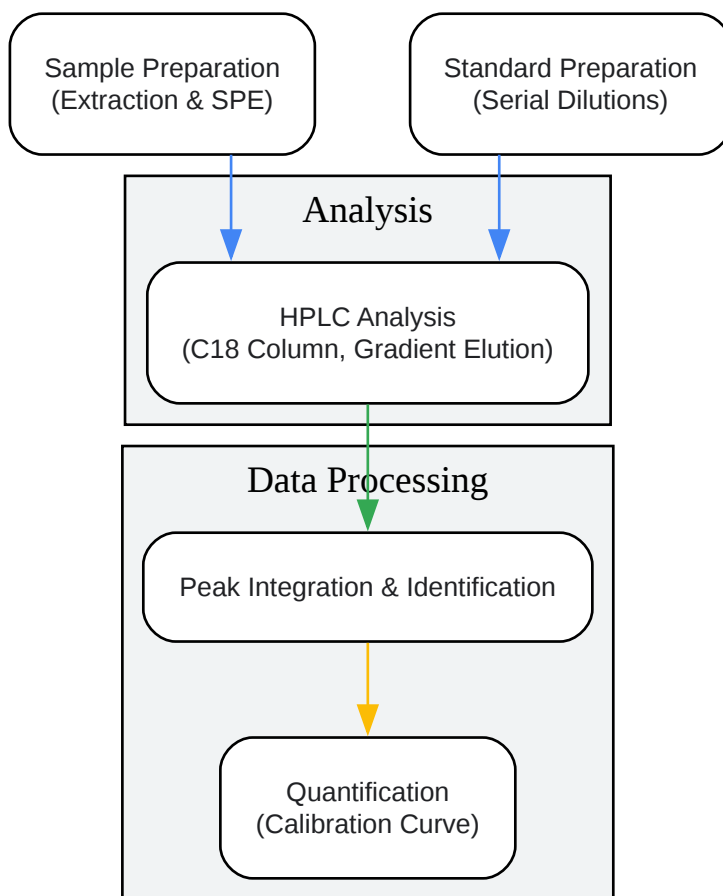 Sample Preparation
(Extraction & SPE)
Standard Preparation
(Serial Dilutions)
Analysis
HPLC Analysis
(C18 Column, Gradient Elution)
Data Processing
Peak Integration & Identification
Quantification
(Calibration Curve)